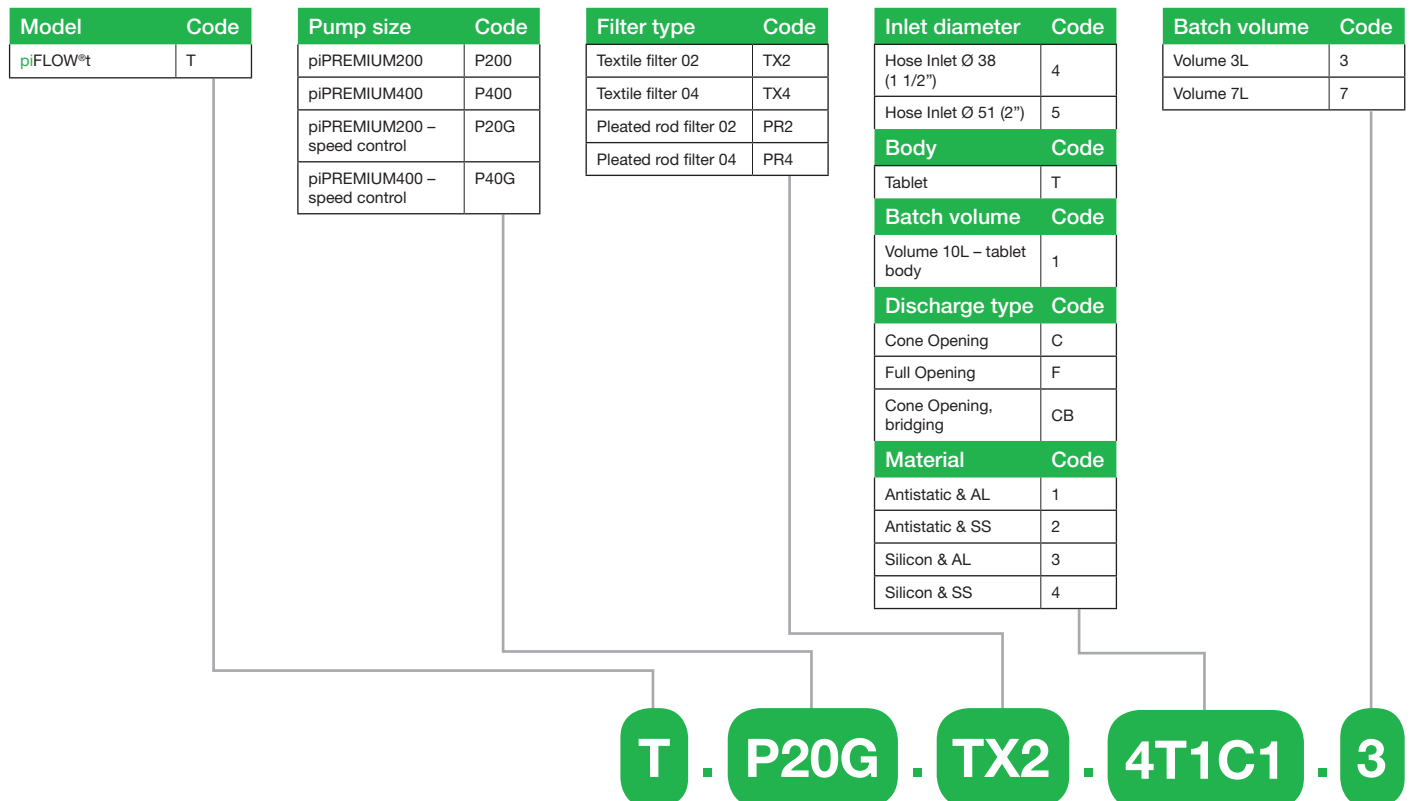 Model Code
piFLOW®t T
Pump size Code
piPREMIUM200 P200
piPREMIUM400 P400
piPREMIUM200 – P20G
speed control
piPREMIUM400 – P40G
speed control
Filter type Code
Textile filter 02 TX2
Textile filter 04 TX4
Pleated rod filter 02 PR2
Pleated rod filter 04 PR4
Inlet diameter Code
Hose Inlet Ø 38
(1 1/2”) 4
Hose Inlet Ø 51 (2”) 5
Body Code
Tablet T
Batch volume Code
Volume 10L – tablet
body 1
Discharge type Code
Cone Opening C
Full Opening F
Cone Opening,
bridging CB
Material Code
Antistatic & AL 1
Antistatic & SS 2
Silicon & AL 3
Silicon & SS 4
Batch volume Code
Volume 3L 3
Volume 7L 7
T . P20G . TX2 . 4T1C1 . 3